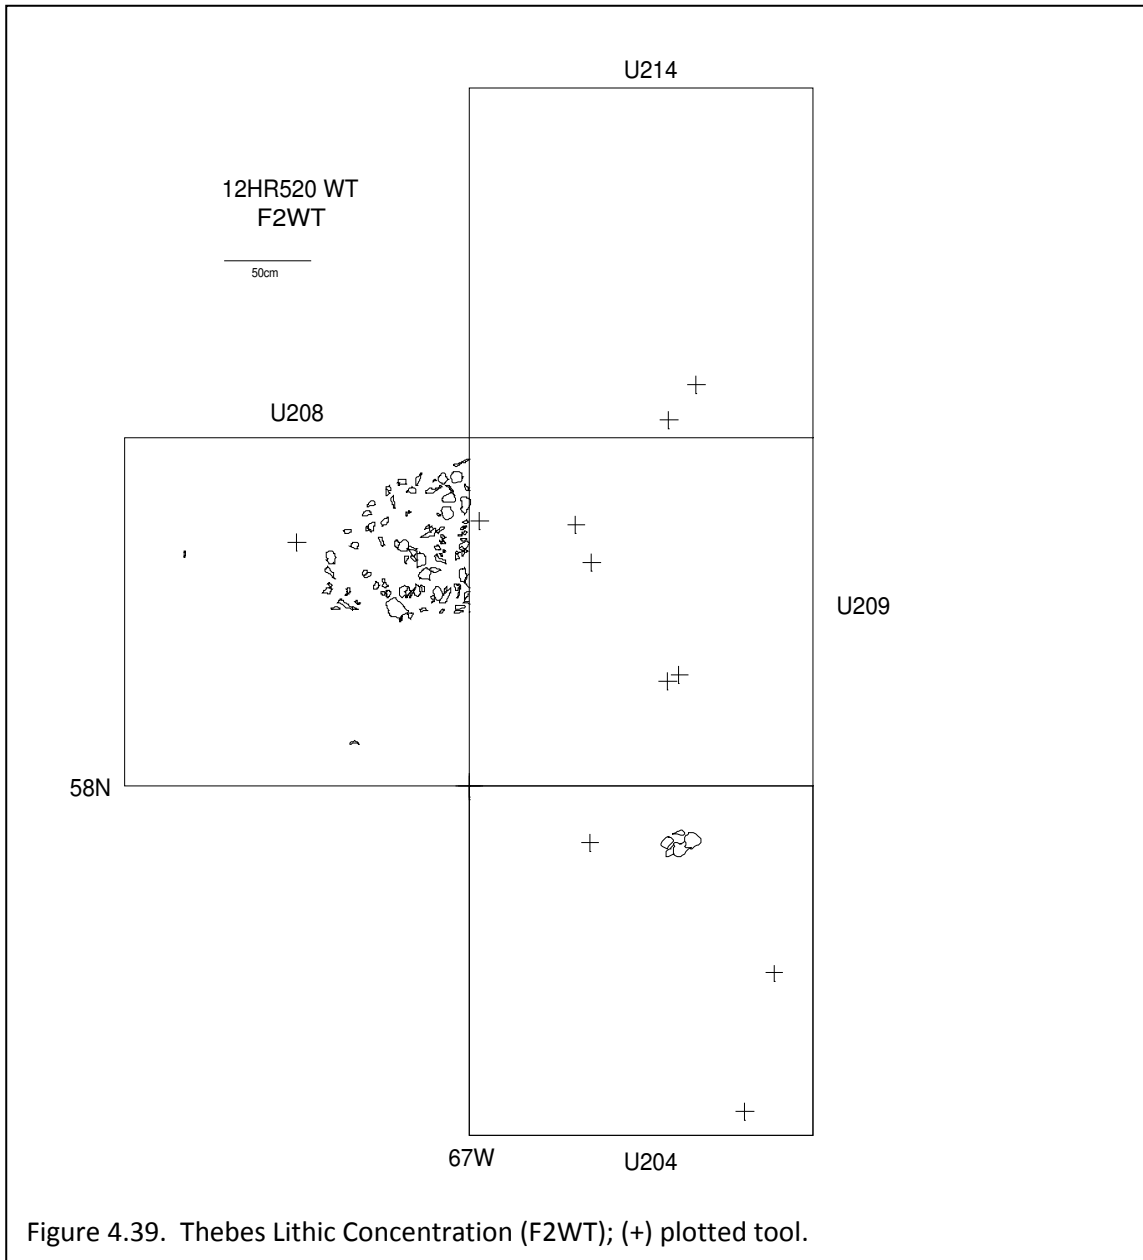 U214
12HR520 WT
F2WT
50cm
U208
U209
58N
67W
U204
Figure 4.39. Thebes Lithic Concentration (F2WT); (+) plotted tool.